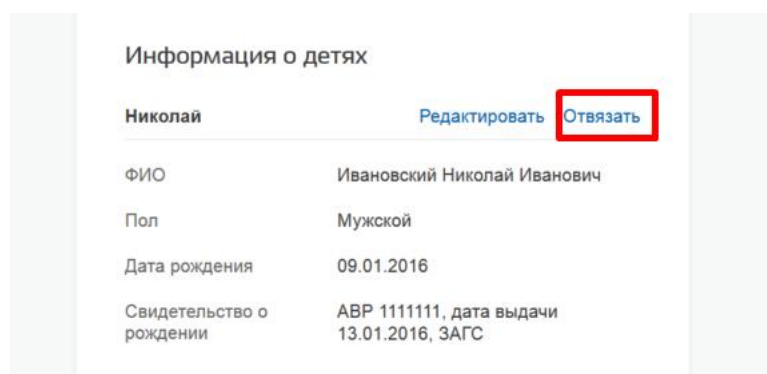 Информация о детях
Николай Редактировать Отвязать
ФИО Ивановский Николай Иванович
Пол Мужской
Дата рождения 09.01.2016
Свидетельство о АВР 1111111, дата выдачи
рождении 13.01.2016, ЗАГС